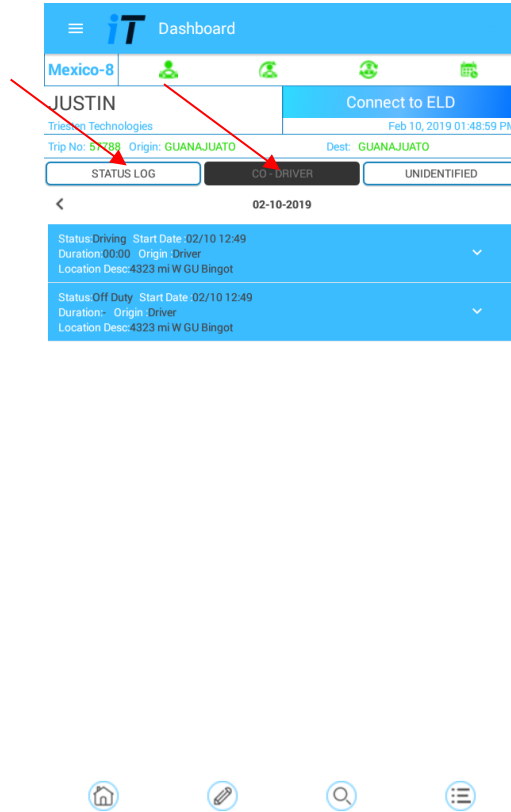 iT Dashboard
Mexico-8
JUSTIN
Connect to ELD
Triesten Technologies
Feb 10, 2019 01:48:59 PM
Trip No: 57788 Origin: GUANAJUATO Dest: GUANAJUATO
STATUS LOG CO - DRIVER UNIDENTIFIED
02-10-2019
Status:Driving Start Date:02/10 12:49
Duration:00:00 Origin:Driver
Location Desc:4323 mi W GU Bingot
Status:Off Duty Start Date:02/10 12:49
Duration:- Origin:Driver
Location Desc:4323 mi W GU Bingot